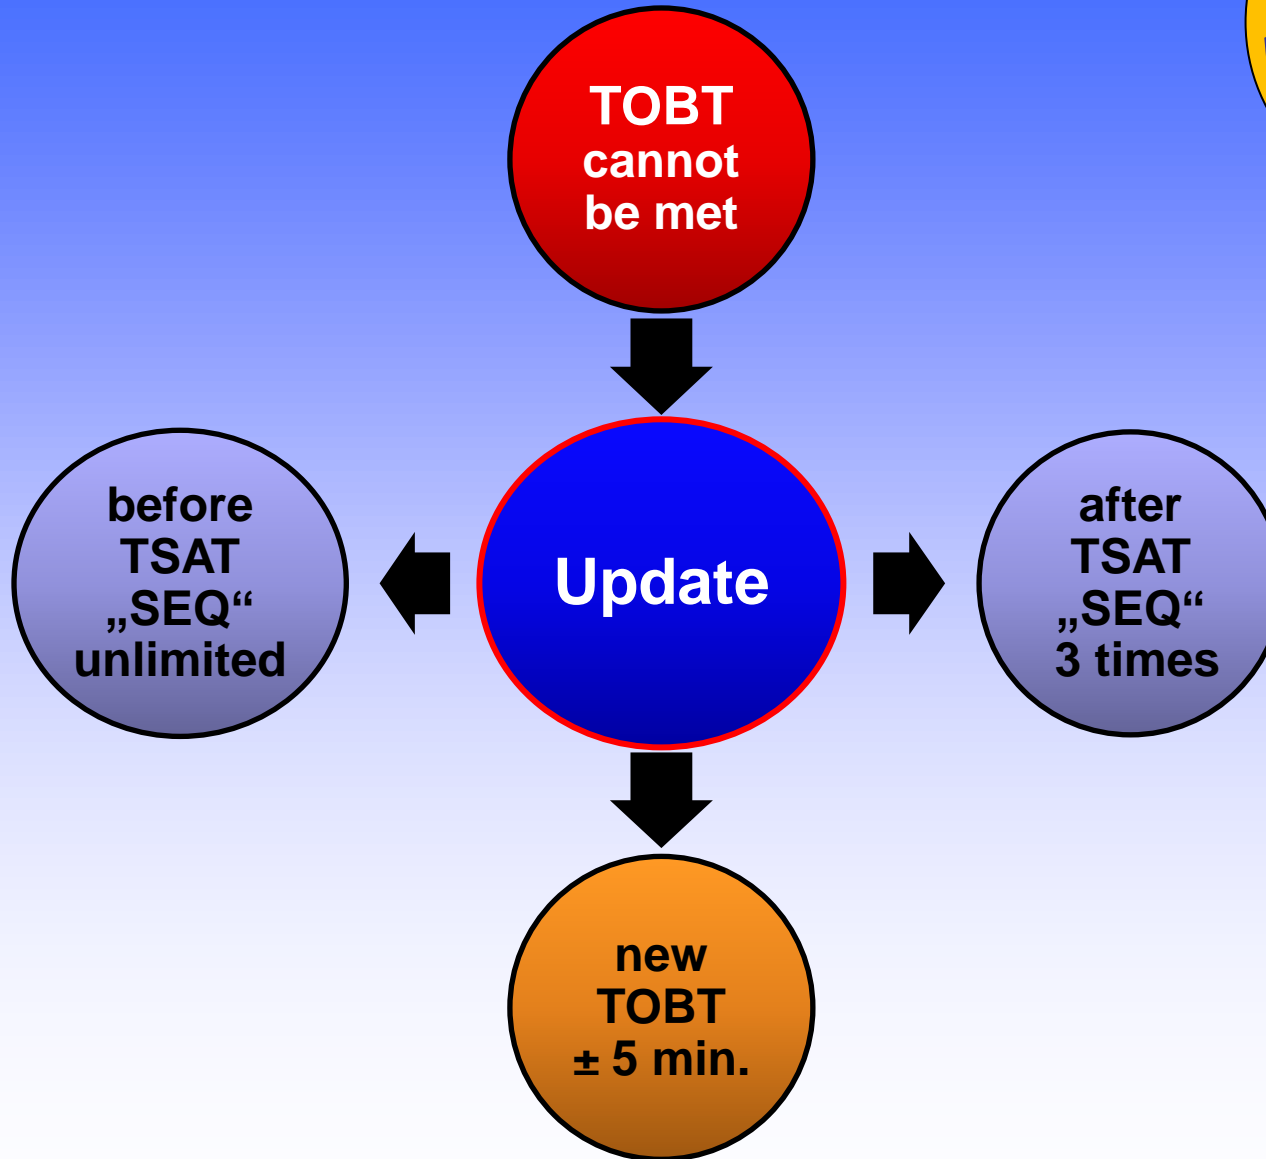 TOBT
cannot
be met
before
TSAT
„SEQ“
unlimited
Update
after
TSAT
„SEQ“
3 times
new
TOBT
± 5 min.